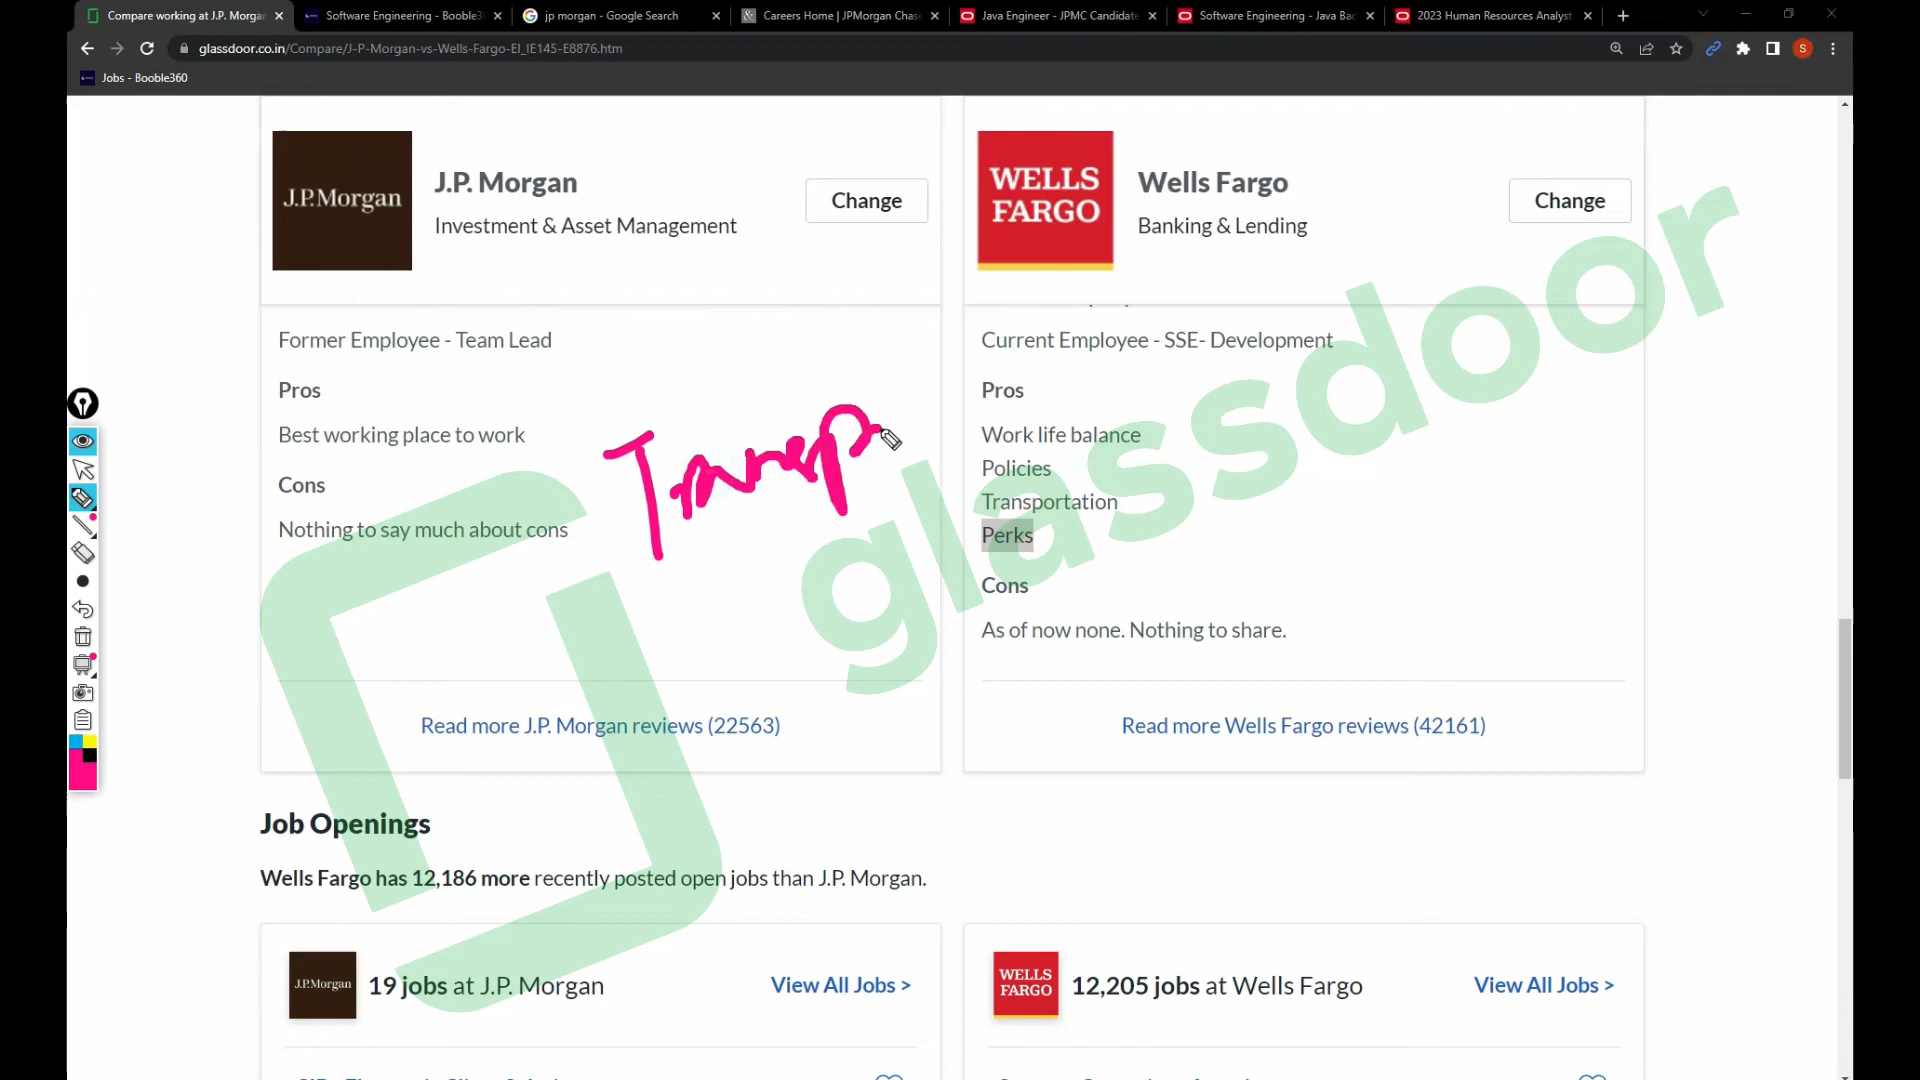 Compare working at J.P. Morgan
Software Engineering - Booble36
jp morgan - Google Search
Careers Home | JPMorgan Chas
Java Engineer - JPMC Candidate
Software Engineering - Java Bac
2023 Human Resources Analyst
glassdoor.co.in/Compare/J-P-Morgan-vs-Wells-Fargo-EI_IE145-E8876.htm
S
Jobs - Booble360
J.P.Morgan
J.P. Morgan
Investment & Asset Management
Change
WELLS
FARGO
Wells Fargo
Banking & Lending
Change
Former Employee - Team Lead
Pros
Best working place to work
Cons
Nothing to say much about cons
Read more J.P. Morgan reviews (22563)
Current Employee - SSE- Development
Pros
Work life balance
Policies
Transportation
Perks
Cons
As of now none. Nothing to share.
Read more Wells Fargo reviews (42161)
glassdoor
Job Openings
Wells Fargo has 12,186 more recently posted open jobs than J.P. Morgan.
J.P.Morgan
19 jobs at J.P. Morgan
View All Jobs >
WELLS
FARGO
12,205 jobs at Wells Fargo
View All Jobs >